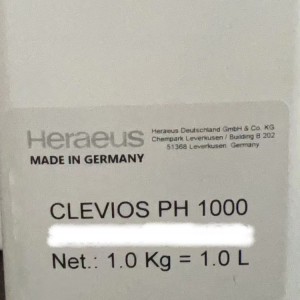 Heraeus
Heraeus Deutschland GmbH & Co. KG
Chempark Leverkusen / Building B 202
51368 Leverkusen, Germany
MADE IN GERMANY
CLEVIOS PH 1000
Net.: 1.0 Kg = 1.0 L